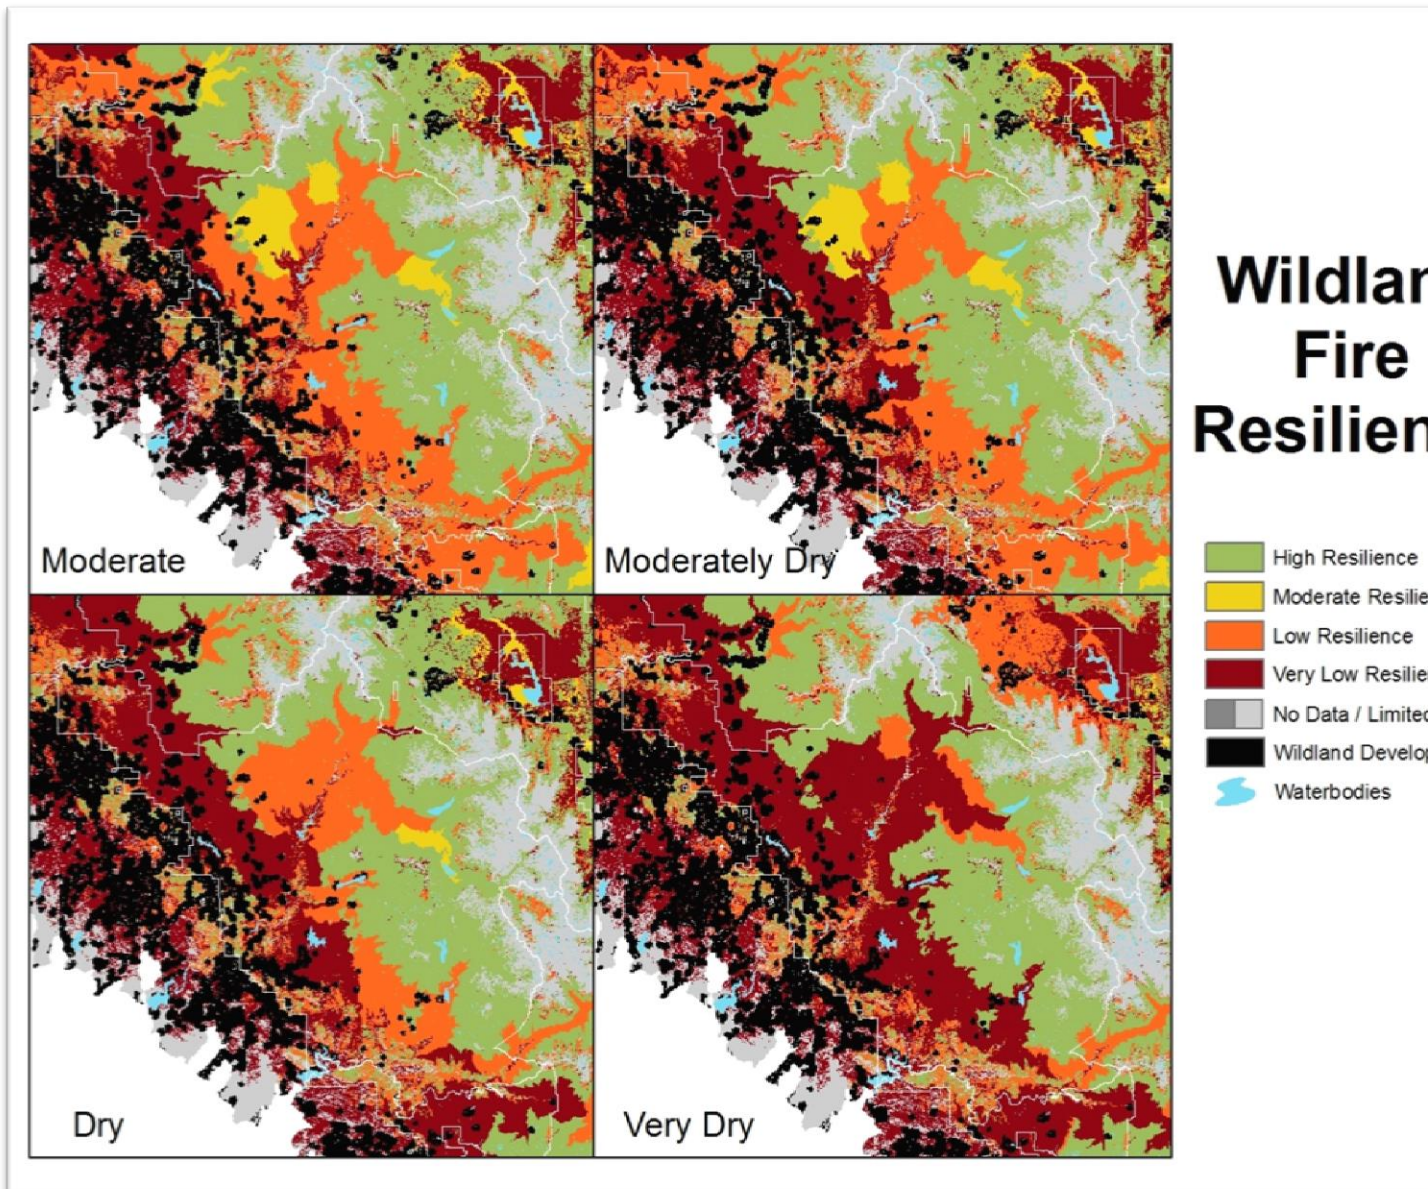 Moderate
Moderately Dry
Dry
Very Dry
Wildlan
Fire
Resilien
High Resilience
Moderate Resilie
Low Resilience
Very Low Resilie
No Data / Limited
Wildland Develop
Waterbodies